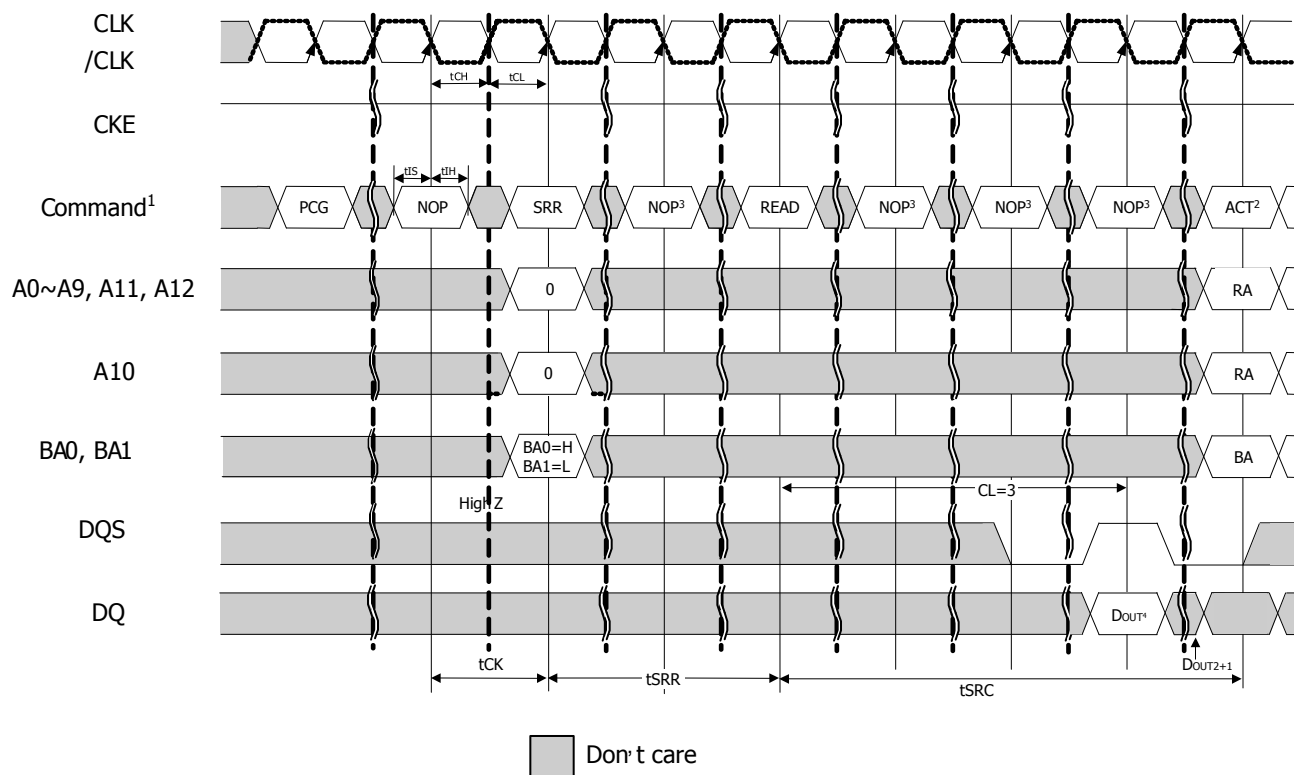 CLK
/CLK
tCH tCL
CKE
tIS tIH
Command¹ PCG NOP SRR NOP³ READ NOP³ NOP³ NOP³ ACT²
A0~A9, A11, A12 0 RA
A10 0 RA
BA0, BA1 BA0=H BA
BA1=L
CL=3
High Z
DQS
DQ DOUT⁴
DOUT2+1
tCK tSRR tSRC
Don't care